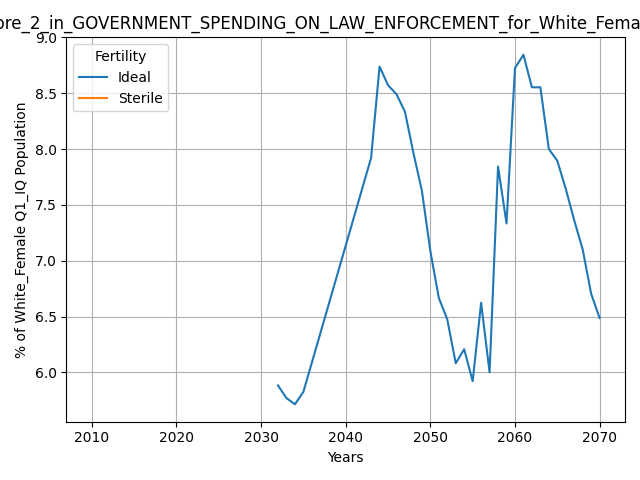 ore_2_in_GOVERNMENT_SPENDING_ON_LAW_ENFORCEMENT_for_White_Fema
9.0
8.5
8.0
7.5
7.0
6.5
6.0
% of White_Female Q1_IQ Population
Fertility
Ideal
Sterile
2010 2020 2030 2040 2050 2060 2070
Years